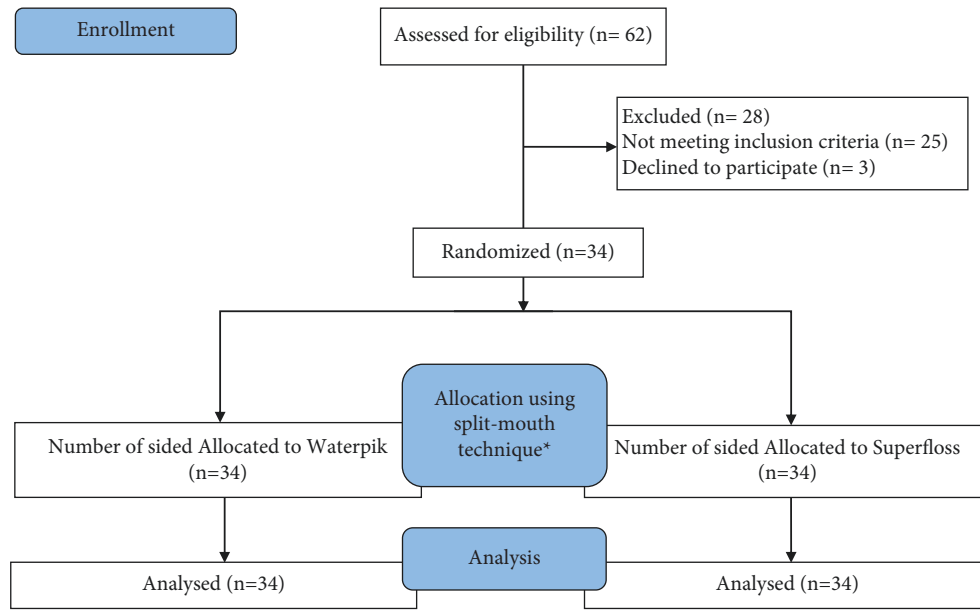 Enrollment
Assessed for eligibility (n= 62)
Excluded (n= 28)
Not meeting inclusion criteria (n= 25)
Declined to participate (n= 3)
Randomized (n=34)
Allocation using
split-mouth
technique*
Number of sided Allocated to Waterpik
(n=34)
Number of sided Allocated to Superfloss
(n=34)
Analysis
Analysed (n=34)
Analysed (n=34)